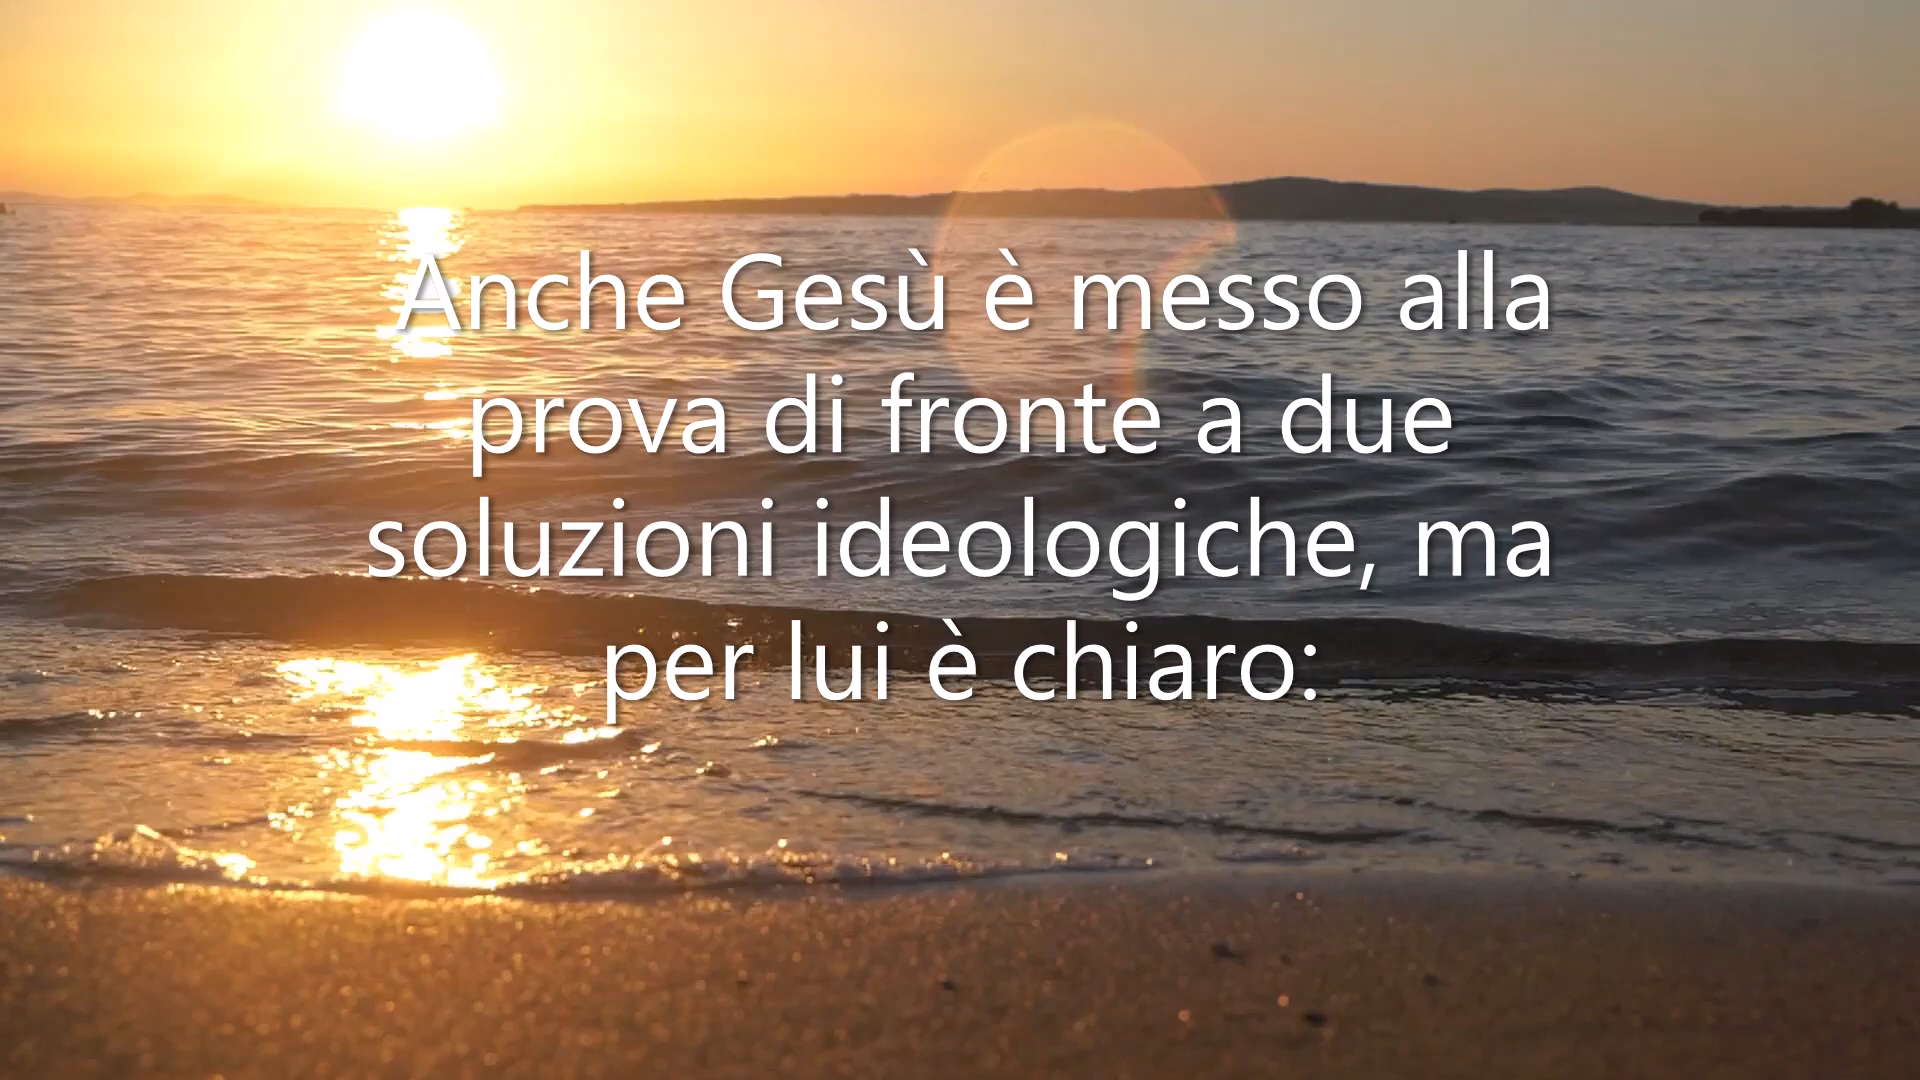 Anche Gesù è messo alla
prova di fronte a due
soluzioni ideologiche, ma
per lui è chiaro: